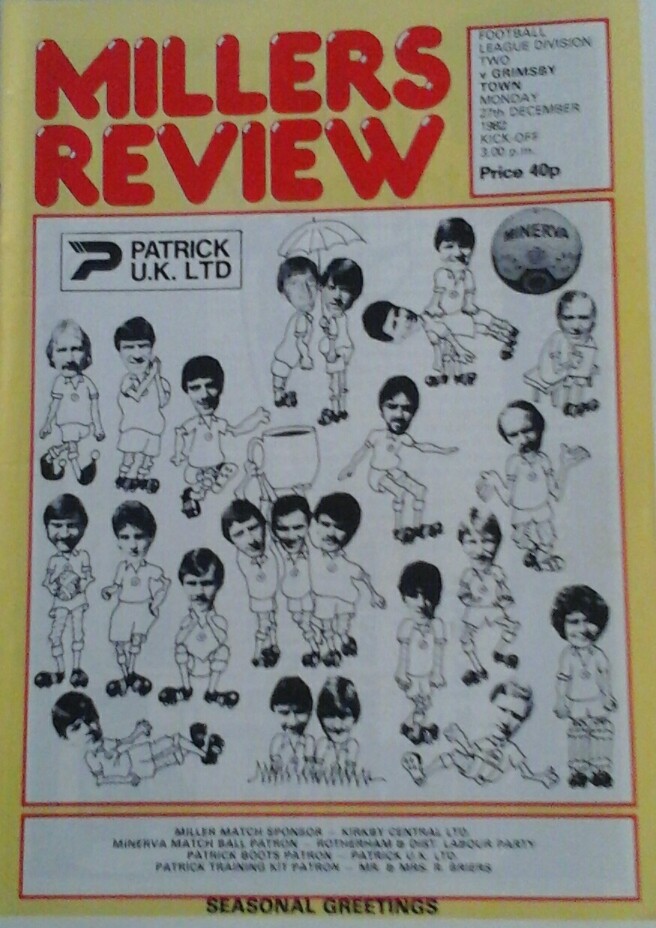 MILLERS
REVIEW
FOOTBALL
LEAGUE DIVISION
TWO
v GRIMSBY
TOWN
MONDAY
27th DECEMBER
1982
KICK-OFF
3.00 p.m.
Price 40p
PATRICK
U.K. LTD
MINERVA
MILLER MATCH SPONSOR — KIRKBY CENTRAL LTD.
MINERVA MATCH BALL PATRON — ROTHERHAM & DIST. LABOUR PARTY
PATRICK BOOTS PATRON — PATRICK U.K. LTD.
PATRICK TRAINING KIT PATRON — MR. & MRS. R. BRIERS
SEASONAL GREETINGS